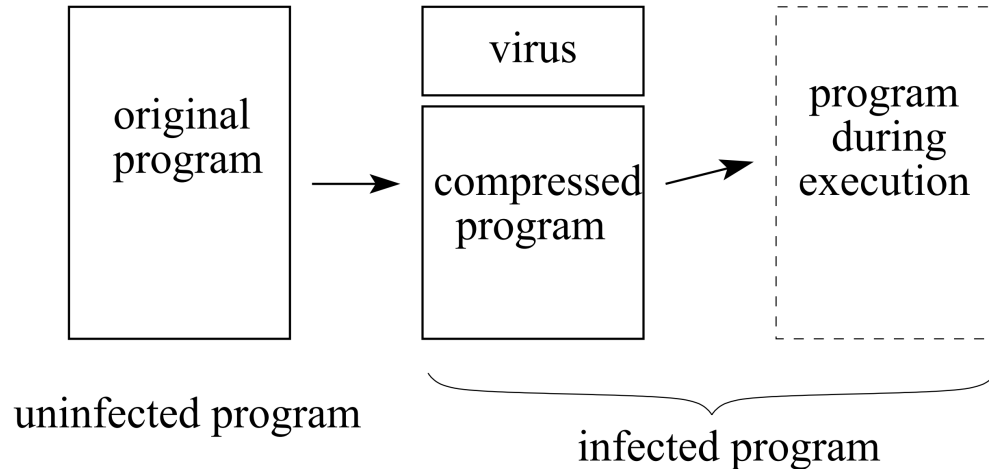 original
program
virus
compressed
program
program
during
execution
uninfected program
infected program